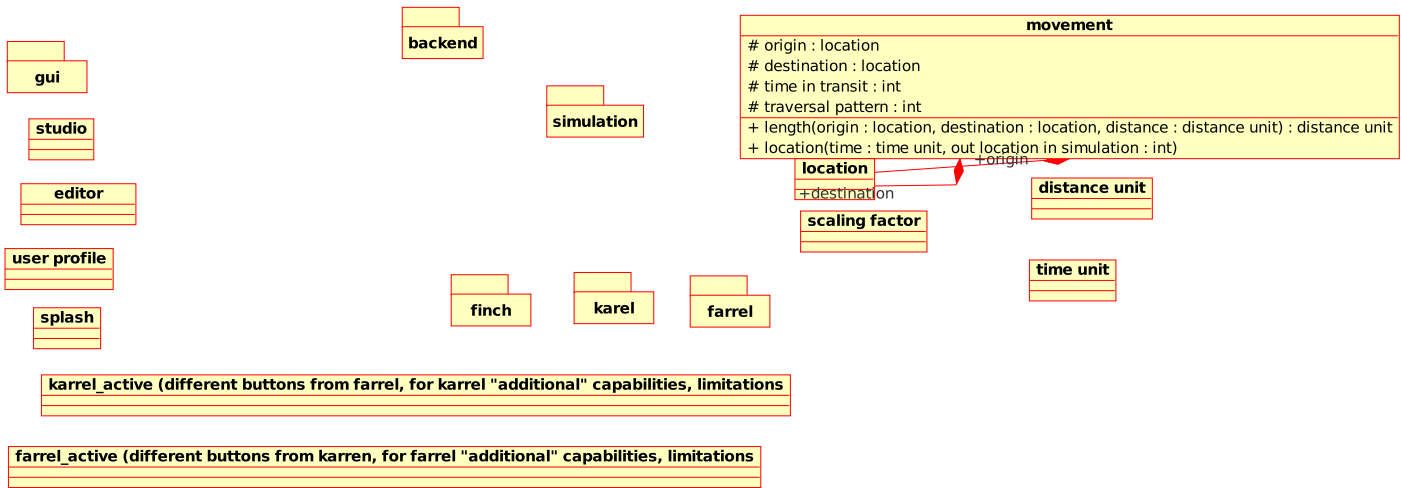 backend
gui
simulation
movement
# origin : location
# destination : location
# time in transit : int
# traversal pattern : int
+ length(origin : location, destination : location, distance : distance unit) : distance unit
+ location(time : time unit, out location in simulation : int)
studio
editor
user profile
splash
location
+origin
+destination
scaling factor
distance unit
time unit
finch
karel
farrel
karrel_active (different buttons from farrel, for karrel "additional" capabilities, limitations
farrel_active (different buttons from karren, for farrel "additional" capabilities, limitations